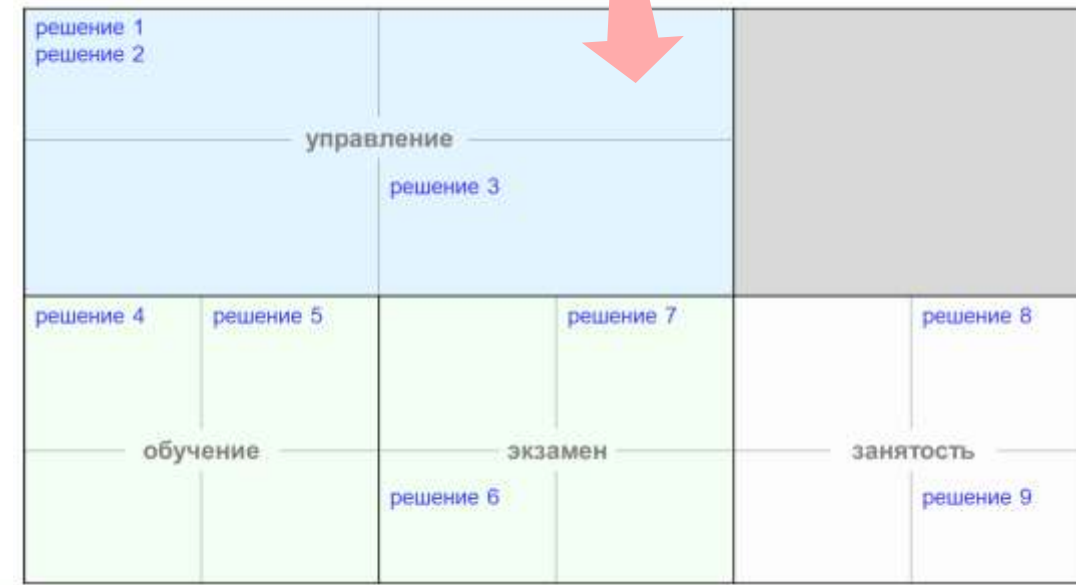 решение 1
решение 2
управление
решение 3
решение 4
решение 5
решение 7
решение 8
обучение
экзамен
занятость
решение 6
решение 9